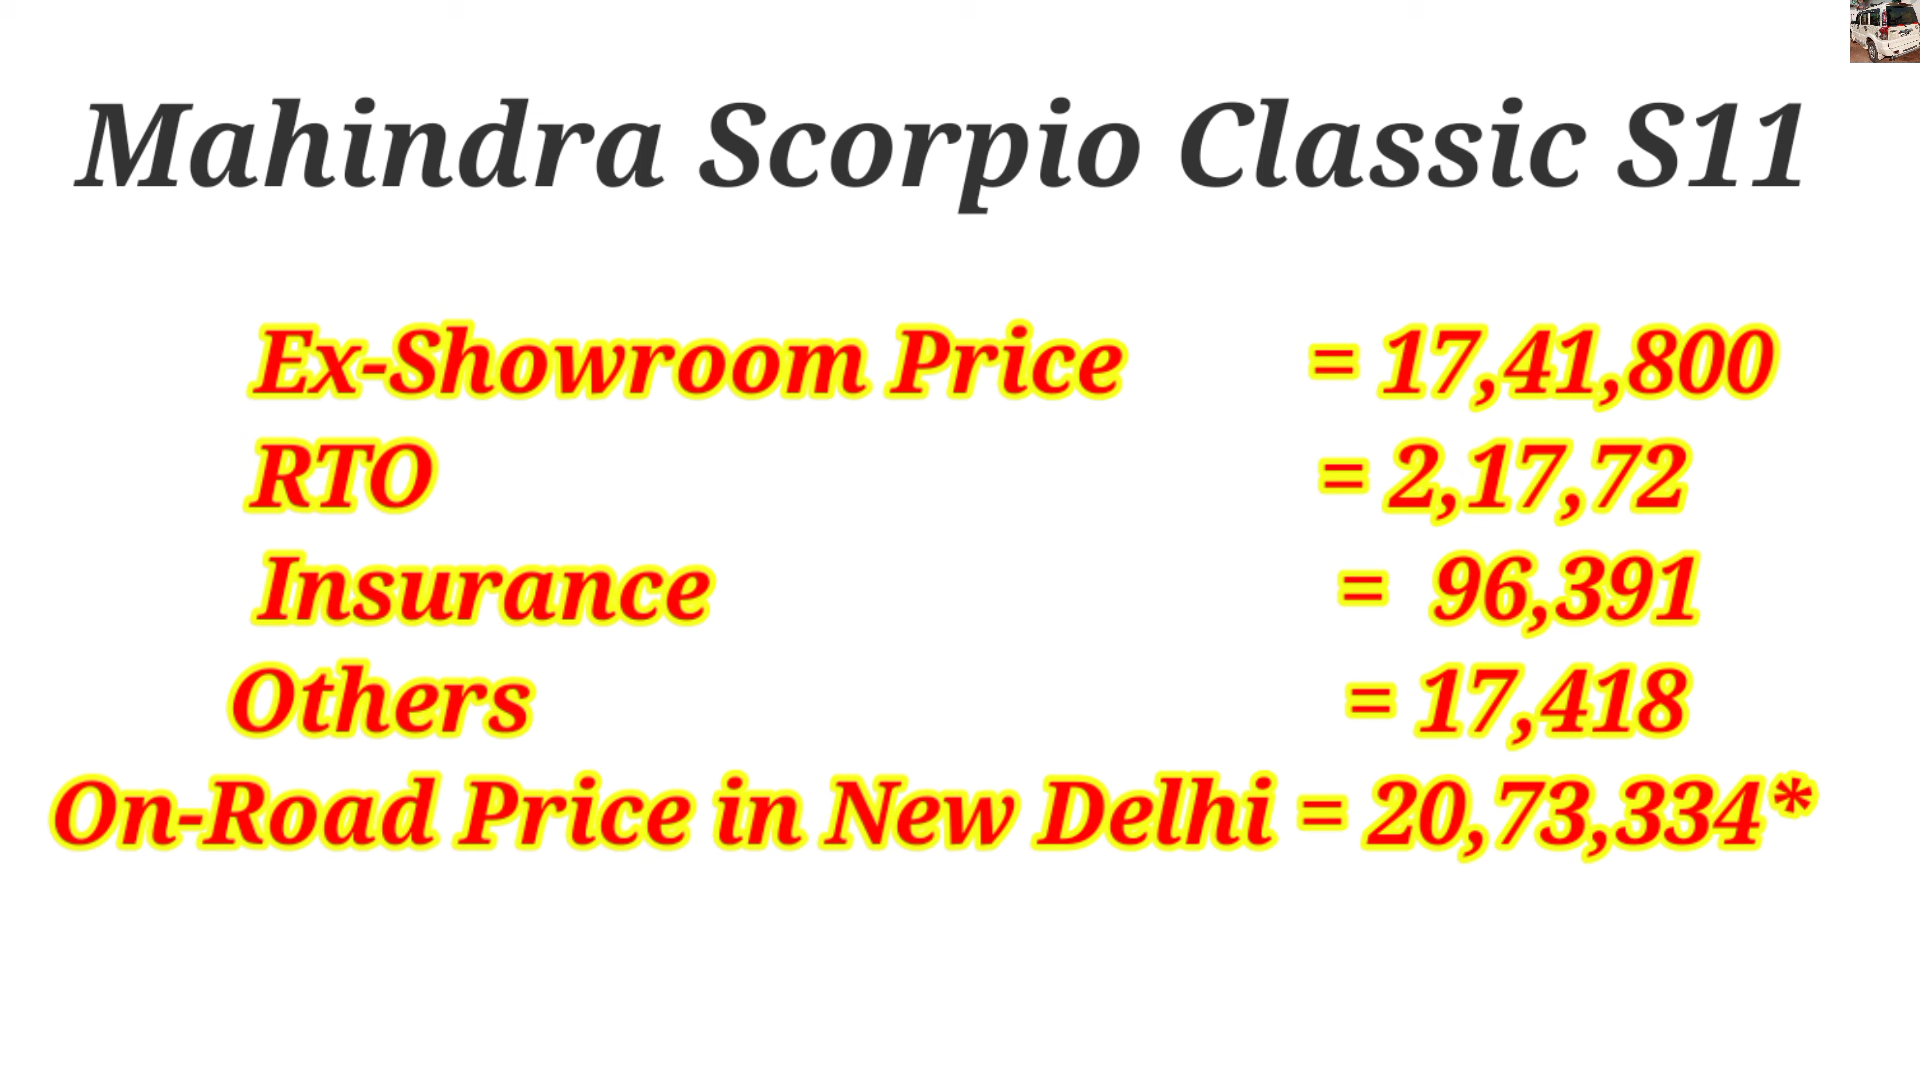 Mahindra Scorpio Classic S11
Ex-Showroom Price = 17,41,800
RTO = 2,17,72
Insurance = 96,391
Others = 17,418
On-Road Price in New Delhi = 20,73,334*